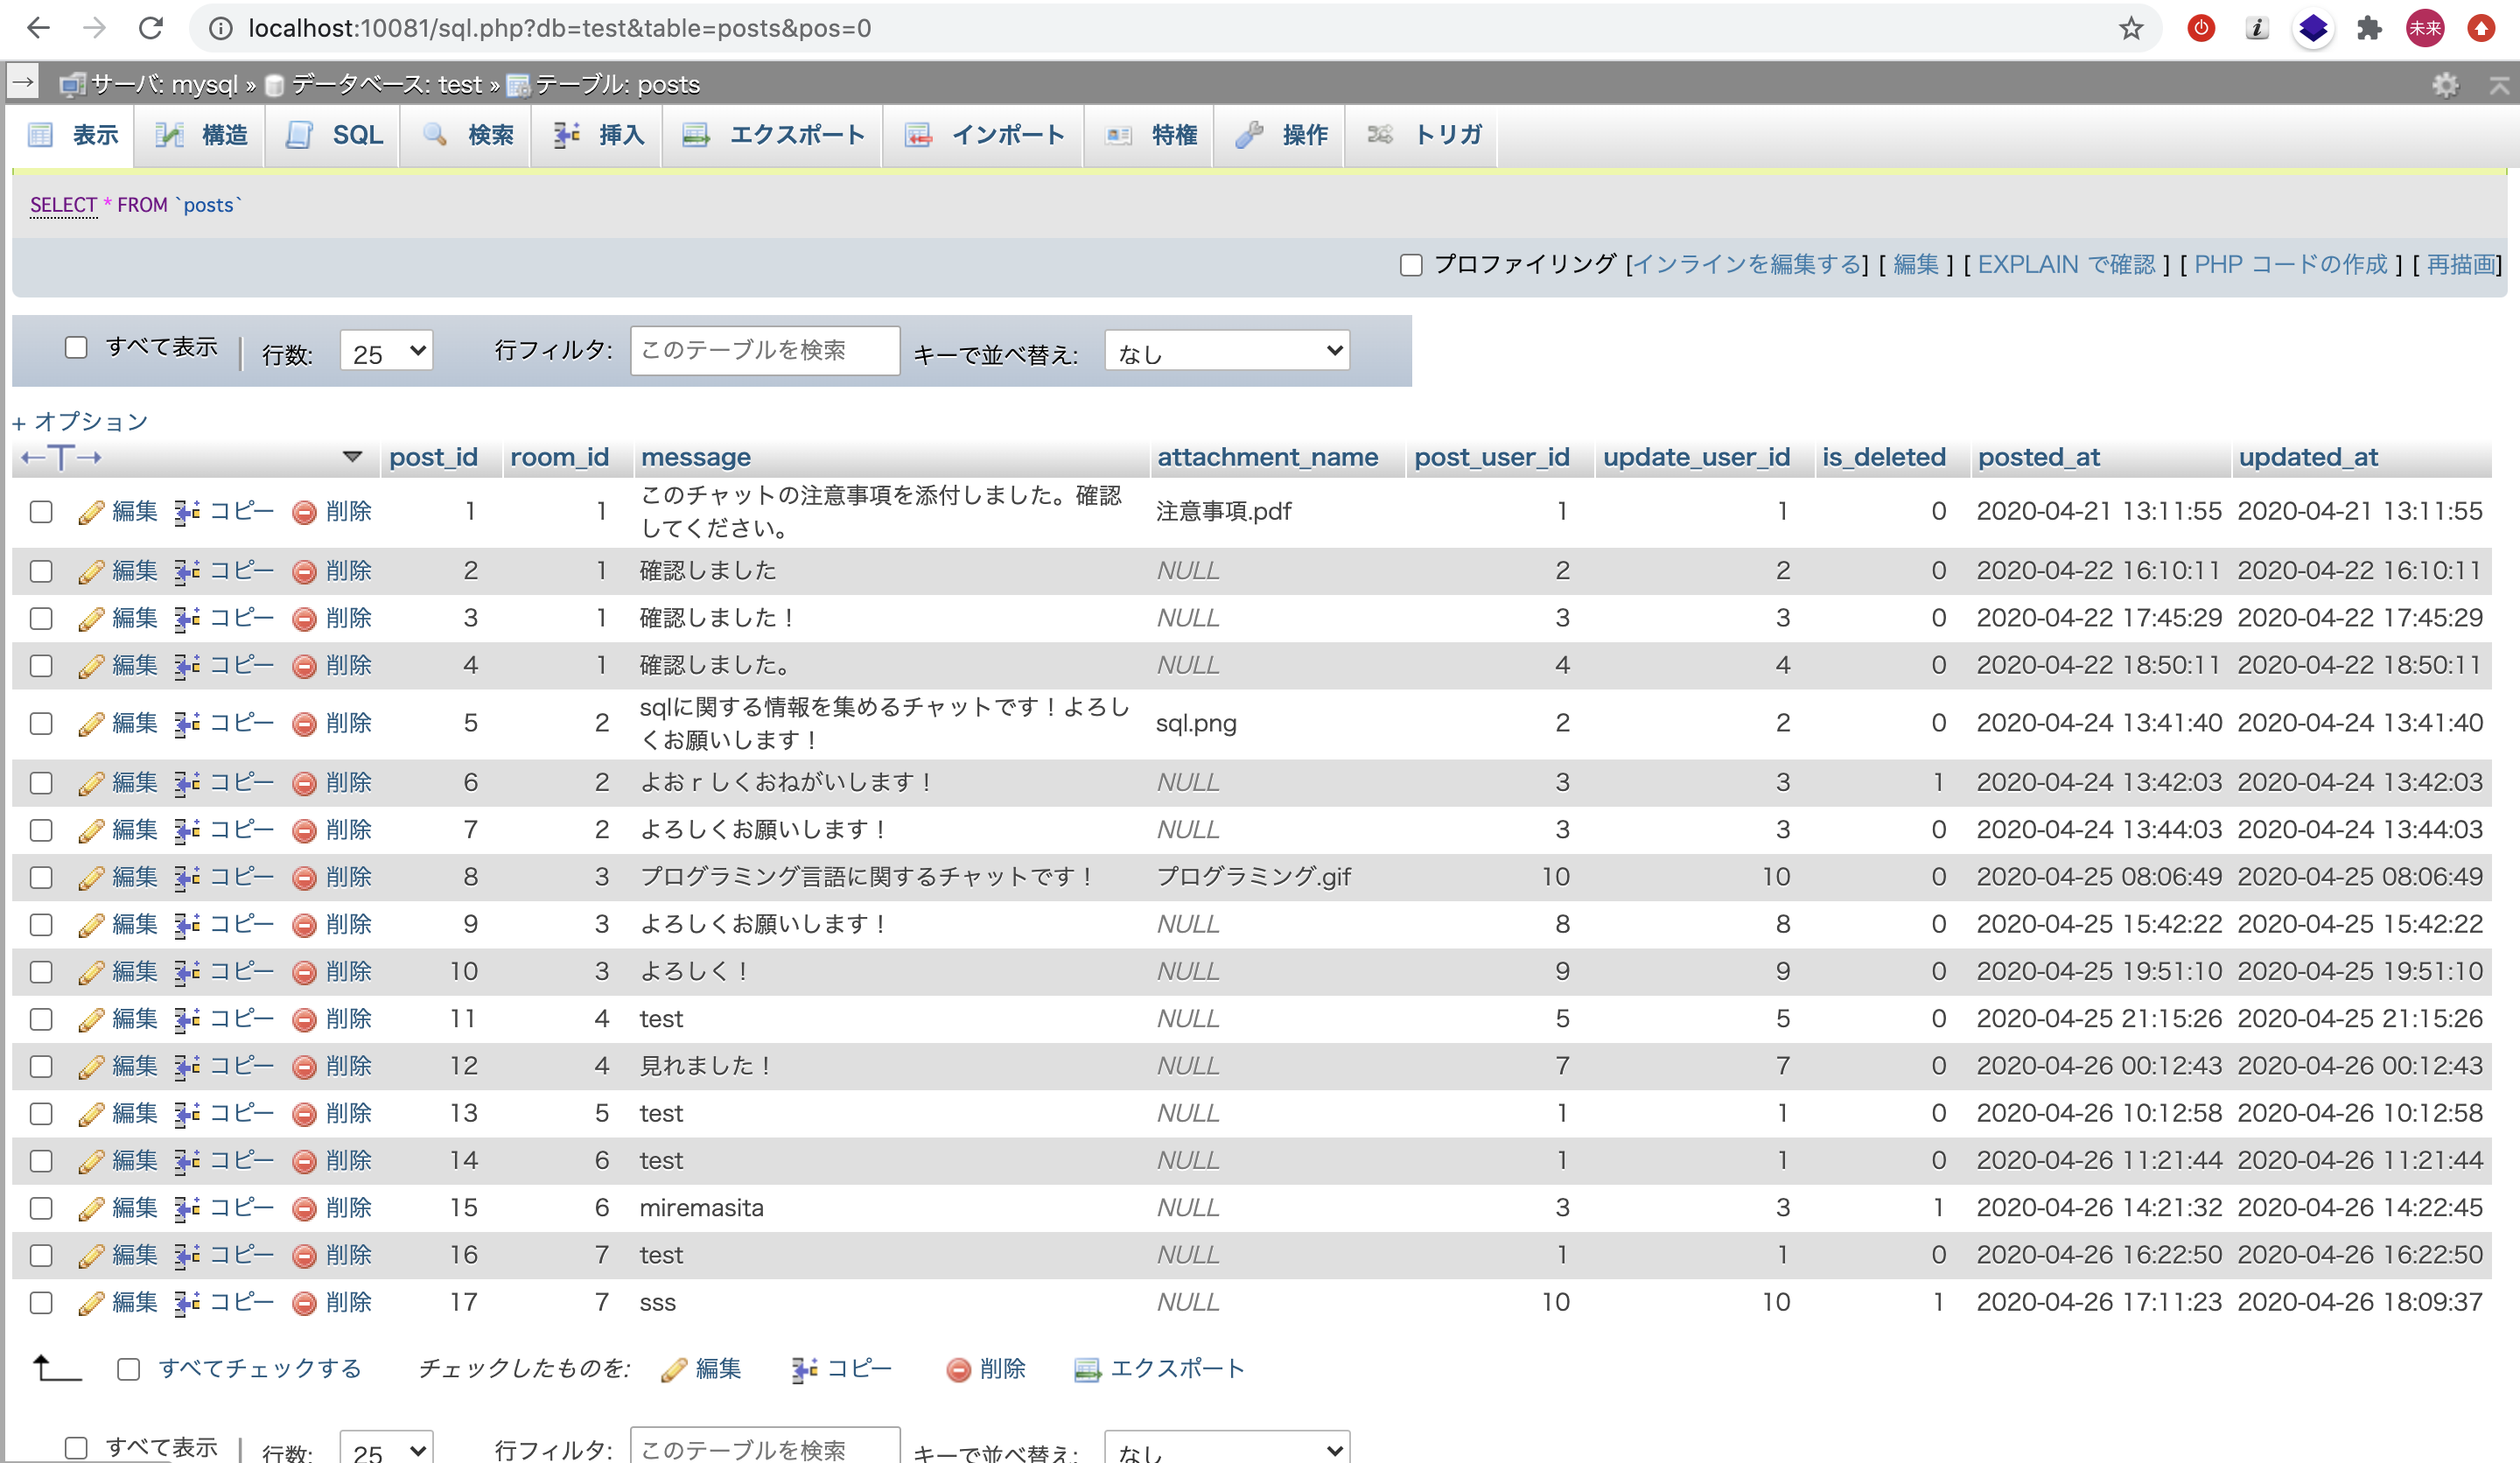 localhost:10081/sql.php?db=test&table=posts&pos=0
未来
サーバ: mysql » データベース: test » テーブル: posts
表示 構造 SQL 検索 挿入 エクスポート インポート 特権 操作 トリガ
SELECT * FROM `posts`
プロファイリング [インラインを編集する] [ 編集 ] [ EXPLAIN で確認 ] [ PHP コードの作成 ] [ 再描画]
すべて表示 | 行数: 25 行フィルタ: このテーブルを検索 キーで並べ替え: なし
+ オプション
←T→ post_id room_id message attachment_name post_user_id update_user_id is_deleted posted_at updated_at
編集 コピー 削除 1 1 このチャットの注意事項を添付しました。確認 注意事項.pdf 1 1 0 2020-04-21 13:11:55 2020-04-21 13:11:55
してください。
編集 コピー 削除 2 1 確認しました NULL 2 2 0 2020-04-22 16:10:11 2020-04-22 16:10:11
編集 コピー 削除 3 1 確認しました！ NULL 3 3 0 2020-04-22 17:45:29 2020-04-22 17:45:29
編集 コピー 削除 4 1 確認しました。 NULL 4 4 0 2020-04-22 18:50:11 2020-04-22 18:50:11
編集 コピー 削除 5 2 sqlに関する情報を集めるチャットです！よろし sql.png 2 2 0 2020-04-24 13:41:40 2020-04-24 13:41:40
くお願いします！
編集 コピー 削除 6 2 よおｒしくおねがいします！ NULL 3 3 1 2020-04-24 13:42:03 2020-04-24 13:42:03
編集 コピー 削除 7 2 よろしくお願いします！ NULL 3 3 0 2020-04-24 13:44:03 2020-04-24 13:44:03
編集 コピー 削除 8 3 プログラミング言語に関するチャットです！ プログラミング.gif 10 10 0 2020-04-25 08:06:49 2020-04-25 08:06:49
編集 コピー 削除 9 3 よろしくお願いします！ NULL 8 8 0 2020-04-25 15:42:22 2020-04-25 15:42:22
編集 コピー 削除 10 3 よろしく！ NULL 9 9 0 2020-04-25 19:51:10 2020-04-25 19:51:10
編集 コピー 削除 11 4 test NULL 5 5 0 2020-04-25 21:15:26 2020-04-25 21:15:26
編集 コピー 削除 12 4 見れました！ NULL 7 7 0 2020-04-26 00:12:43 2020-04-26 00:12:43
編集 コピー 削除 13 5 test NULL 1 1 0 2020-04-26 10:12:58 2020-04-26 10:12:58
編集 コピー 削除 14 6 test NULL 1 1 0 2020-04-26 11:21:44 2020-04-26 11:21:44
編集 コピー 削除 15 6 miremasita NULL 3 3 1 2020-04-26 14:21:32 2020-04-26 14:22:45
編集 コピー 削除 16 7 test NULL 1 1 0 2020-04-26 16:22:50 2020-04-26 16:22:50
編集 コピー 削除 17 7 sss NULL 10 10 1 2020-04-26 17:11:23 2020-04-26 18:09:37
すべてチェックする チェックしたものを: 編集 コピー 削除 エクスポート
すべて表示 | 行数: 25 行フィルタ: このテーブルを検索 キーで並べ替え: なし